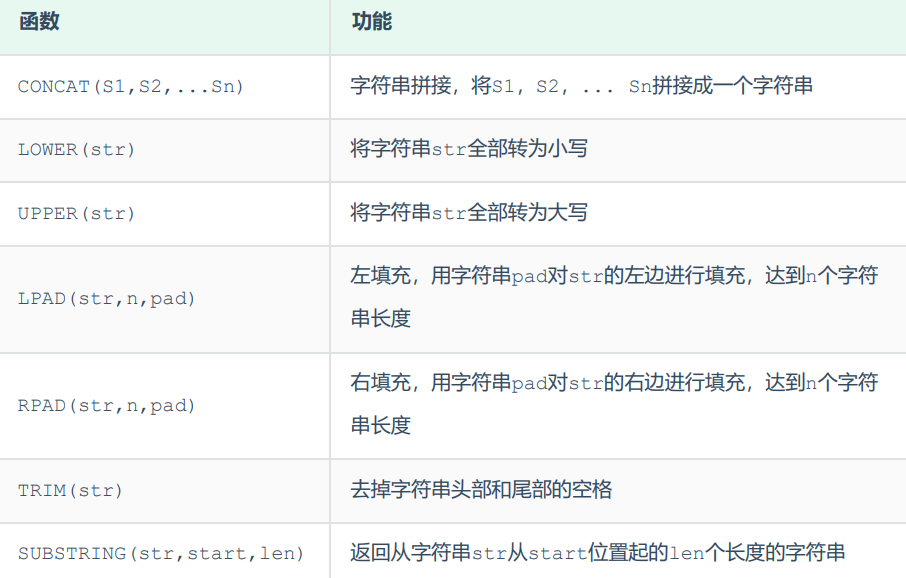 函数 功能
CONCAT(S1,S2,...Sn) 字符串拼接，将S1，S2，... Sn拼接成一个字符串
LOWER(str) 将字符串str全部转为小写
UPPER(str) 将字符串str全部转为大写
LPAD(str,n,pad) 左填充，用字符串pad对str的左边进行填充，达到n个字符
串长度
RPAD(str,n,pad) 右填充，用字符串pad对str的右边进行填充，达到n个字符
串长度
TRIM(str) 去掉字符串头部和尾部的空格
SUBSTRING(str,start,len) 返回从字符串str从start位置起的len个长度的字符串